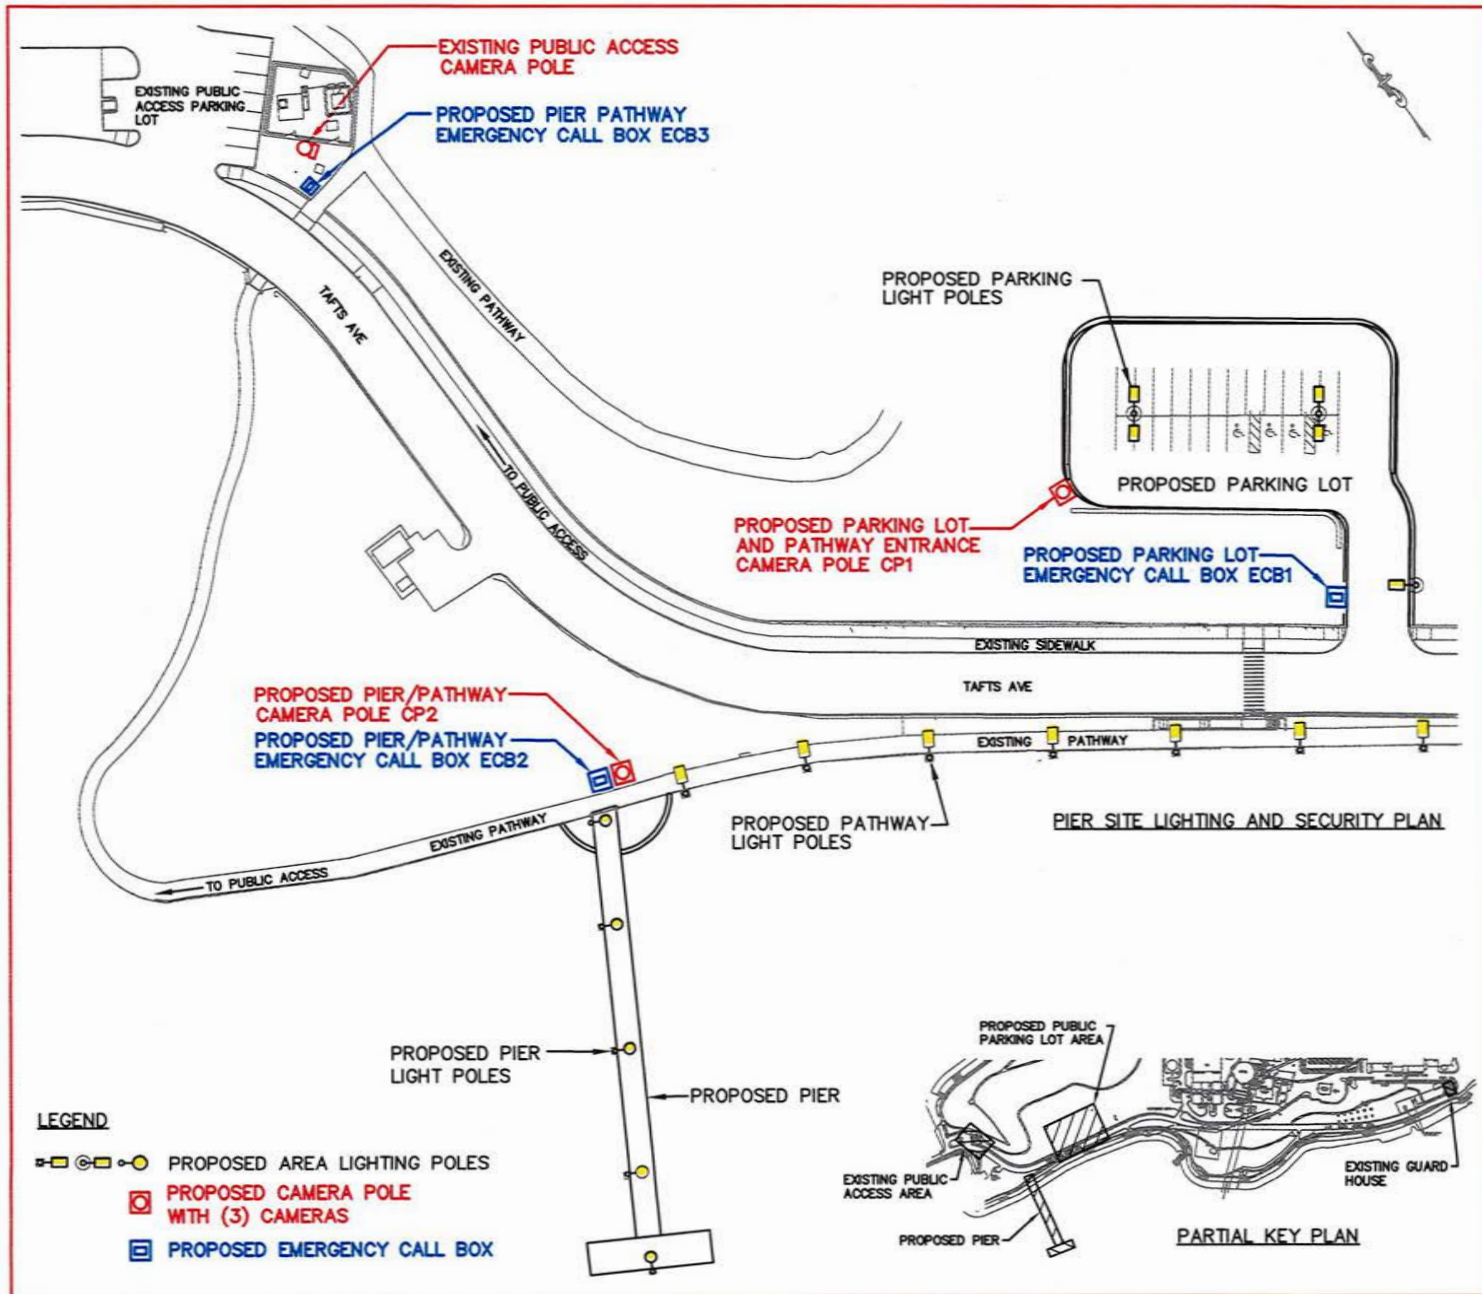 EXISTING PUBLIC ACCESS
CAMERA POLE
EXISTING PUBLIC
ACCESS PARKING
LOT
PROPOSED PIER PATHWAY
EMERGENCY CALL BOX ECB3
EXISTING PATHWAY
TAFTS AVE
TO PUBLIC ACCESS
PROPOSED PARKING
LIGHT POLES
PROPOSED PARKING LOT
PROPOSED PARKING LOT
AND PATHWAY ENTRANCE
CAMERA POLE CP1
PROPOSED PARKING LOT
EMERGENCY CALL BOX ECB1
EXISTING SIDEWALK
TAFTS AVE
PROPOSED PIER/PATHWAY
CAMERA POLE CP2
PROPOSED PIER/PATHWAY
EMERGENCY CALL BOX ECB2
EXISTING PATHWAY
EXISTING PATHWAY
TO PUBLIC ACCESS
PROPOSED PATHWAY
LIGHT POLES
PIER SITE LIGHTING AND SECURITY PLAN
PROPOSED PIER
LIGHT POLES
PROPOSED PIER
LEGEND
PROPOSED AREA LIGHTING POLES
PROPOSED CAMERA POLE
WITH (3) CAMERAS
PROPOSED EMERGENCY CALL BOX
PROPOSED PUBLIC
PARKING LOT AREA
EXISTING PUBLIC
ACCESS AREA
EXISTING GUARD
HOUSE
PROPOSED PIER
PARTIAL KEY PLAN